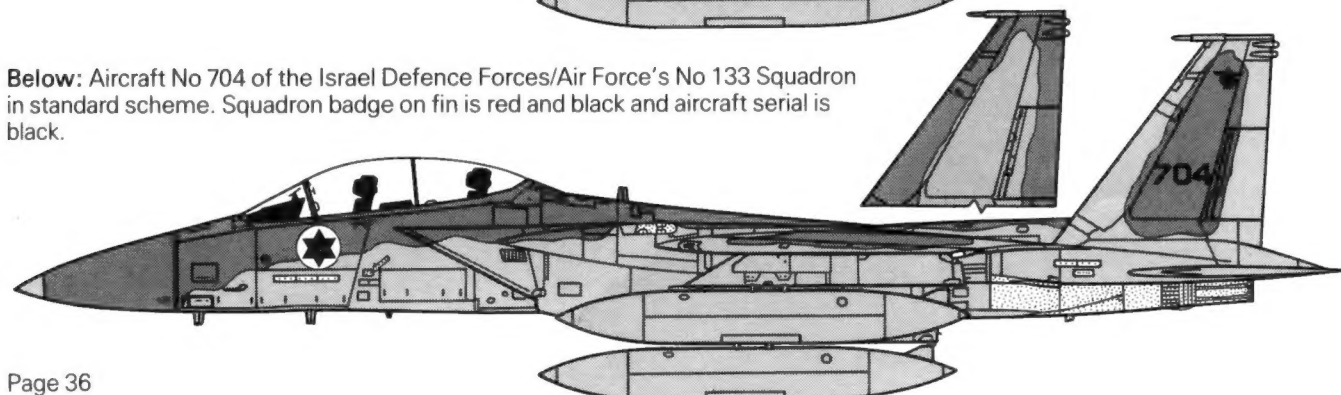 Below: Aircraft No 704 of the Israel Defence Forces/Air Force's No 133 Squadron
in standard scheme. Squadron badge on fin is red and black and aircraft serial is
black.
704
Page 36